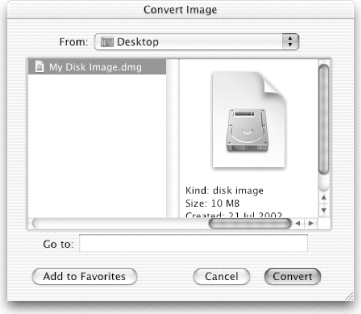 Convert Image
From: Desktop
My Disk Image.dmg
Kind: disk image
Size: 10 MB
Created: 21 Jul 2002
Go to:
Add to Favorites Cancel Convert